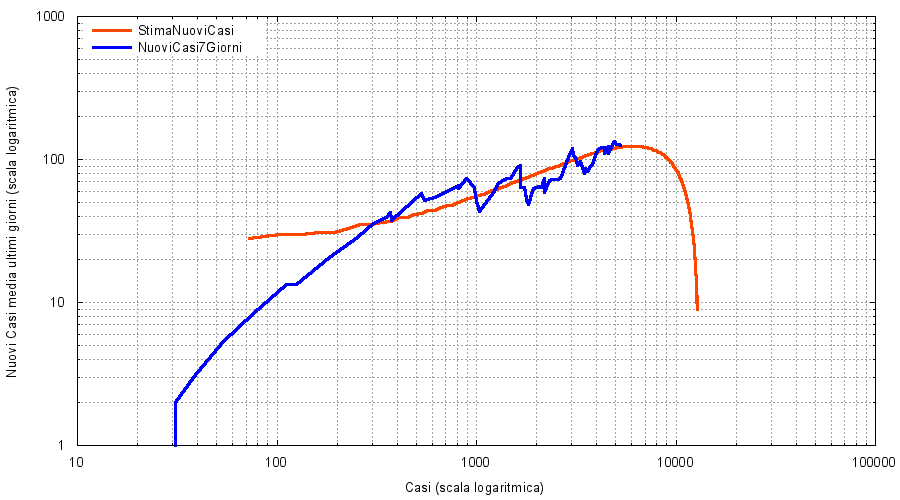 1000
StimaNuoviCasi
NuoviCasi7Giorni
100
10
1
10
100
1000
10000
100000
Nuovi Casi media ultimi giorni (scala logaritmica)
Casi (scala logaritmica)